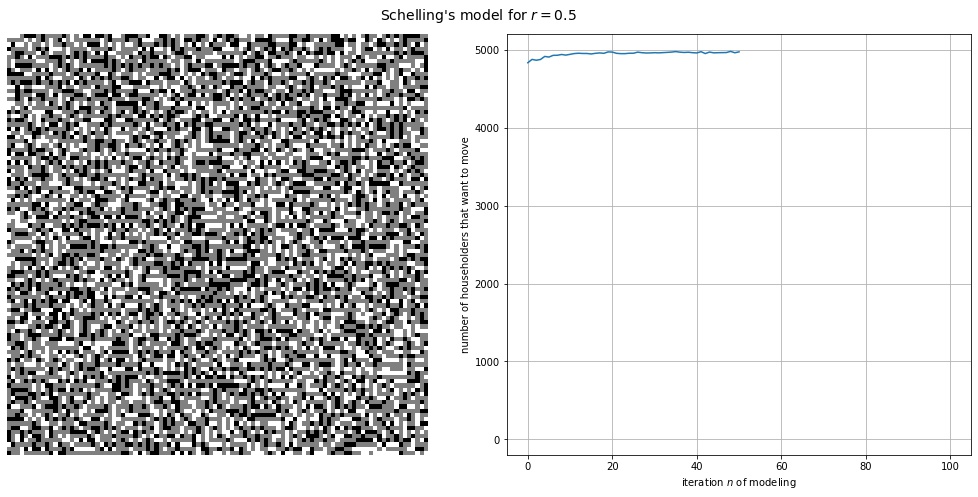 Schelling's model for r = 0.5
number of householders that want to move
5000
4000
3000
2000
1000
0
0 20 40 60 80 100
iteration n of modeling